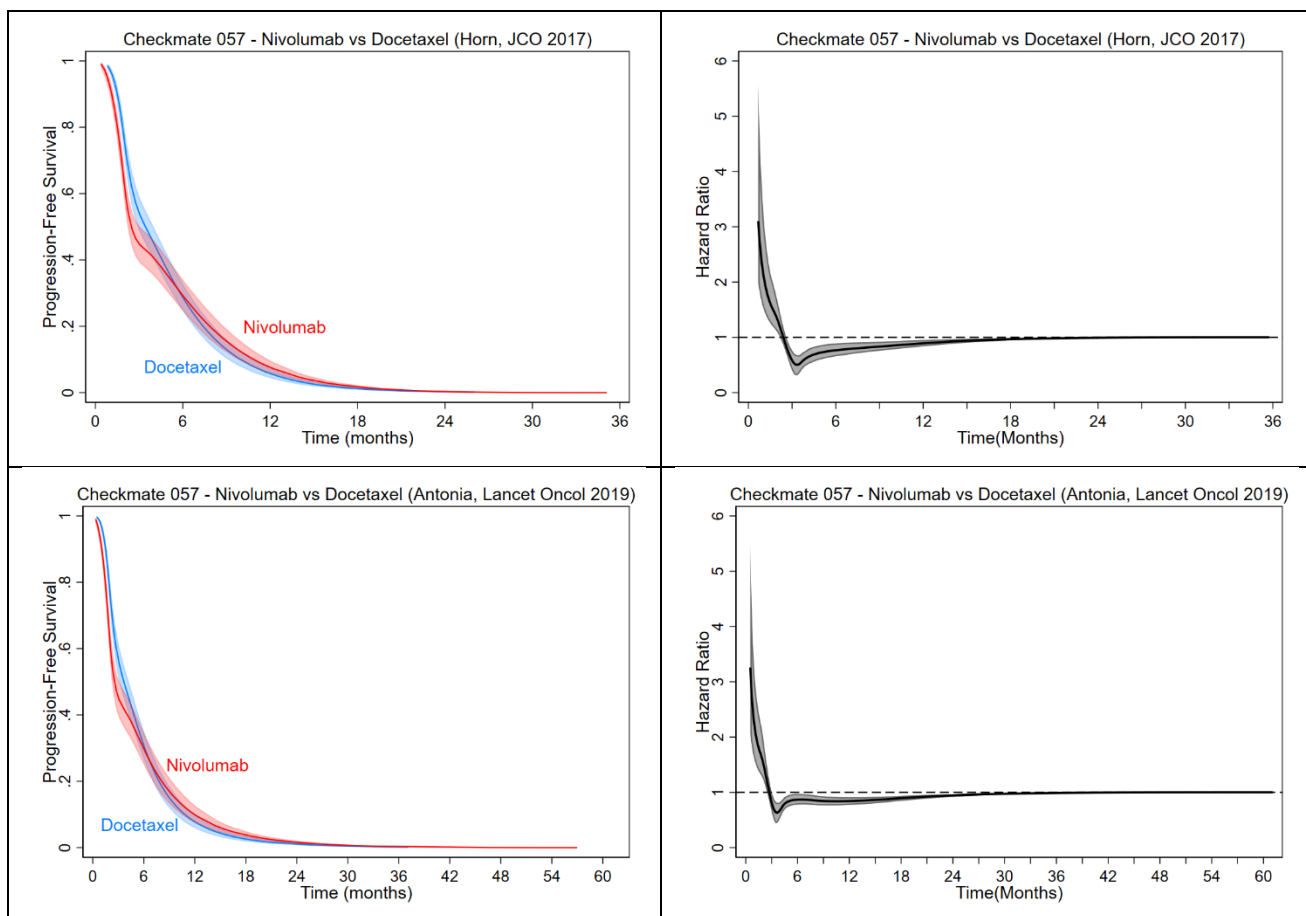 Checkmate 057 - Nivolumab vs Docetaxel (Horn, JCO 2017)
Progression-Free Survival
1
.8
.6
.4
.2
0
Nivolumab
Docetaxel
0 6 12 18 24 30 36
Time (months)
Checkmate 057 - Nivolumab vs Docetaxel (Horn, JCO 2017)
Hazard Ratio
6
5
4
3
2
1
0
0 6 12 18 24 30 36
Time(Months)
Checkmate 057 - Nivolumab vs Docetaxel (Antonia, Lancet Oncol 2019)
Progression-Free Survival
1
.8
.6
.4
.2
0
Nivolumab
Docetaxel
0 6 12 18 24 30 36 42 48 54 60
Time (months)
Checkmate 057 - Nivolumab vs Docetaxel (Antonia, Lancet Oncol 2019)
Hazard Ratio
6
5
4
3
2
1
0
0 6 12 18 24 30 36 42 48 54 60
Time(Months)